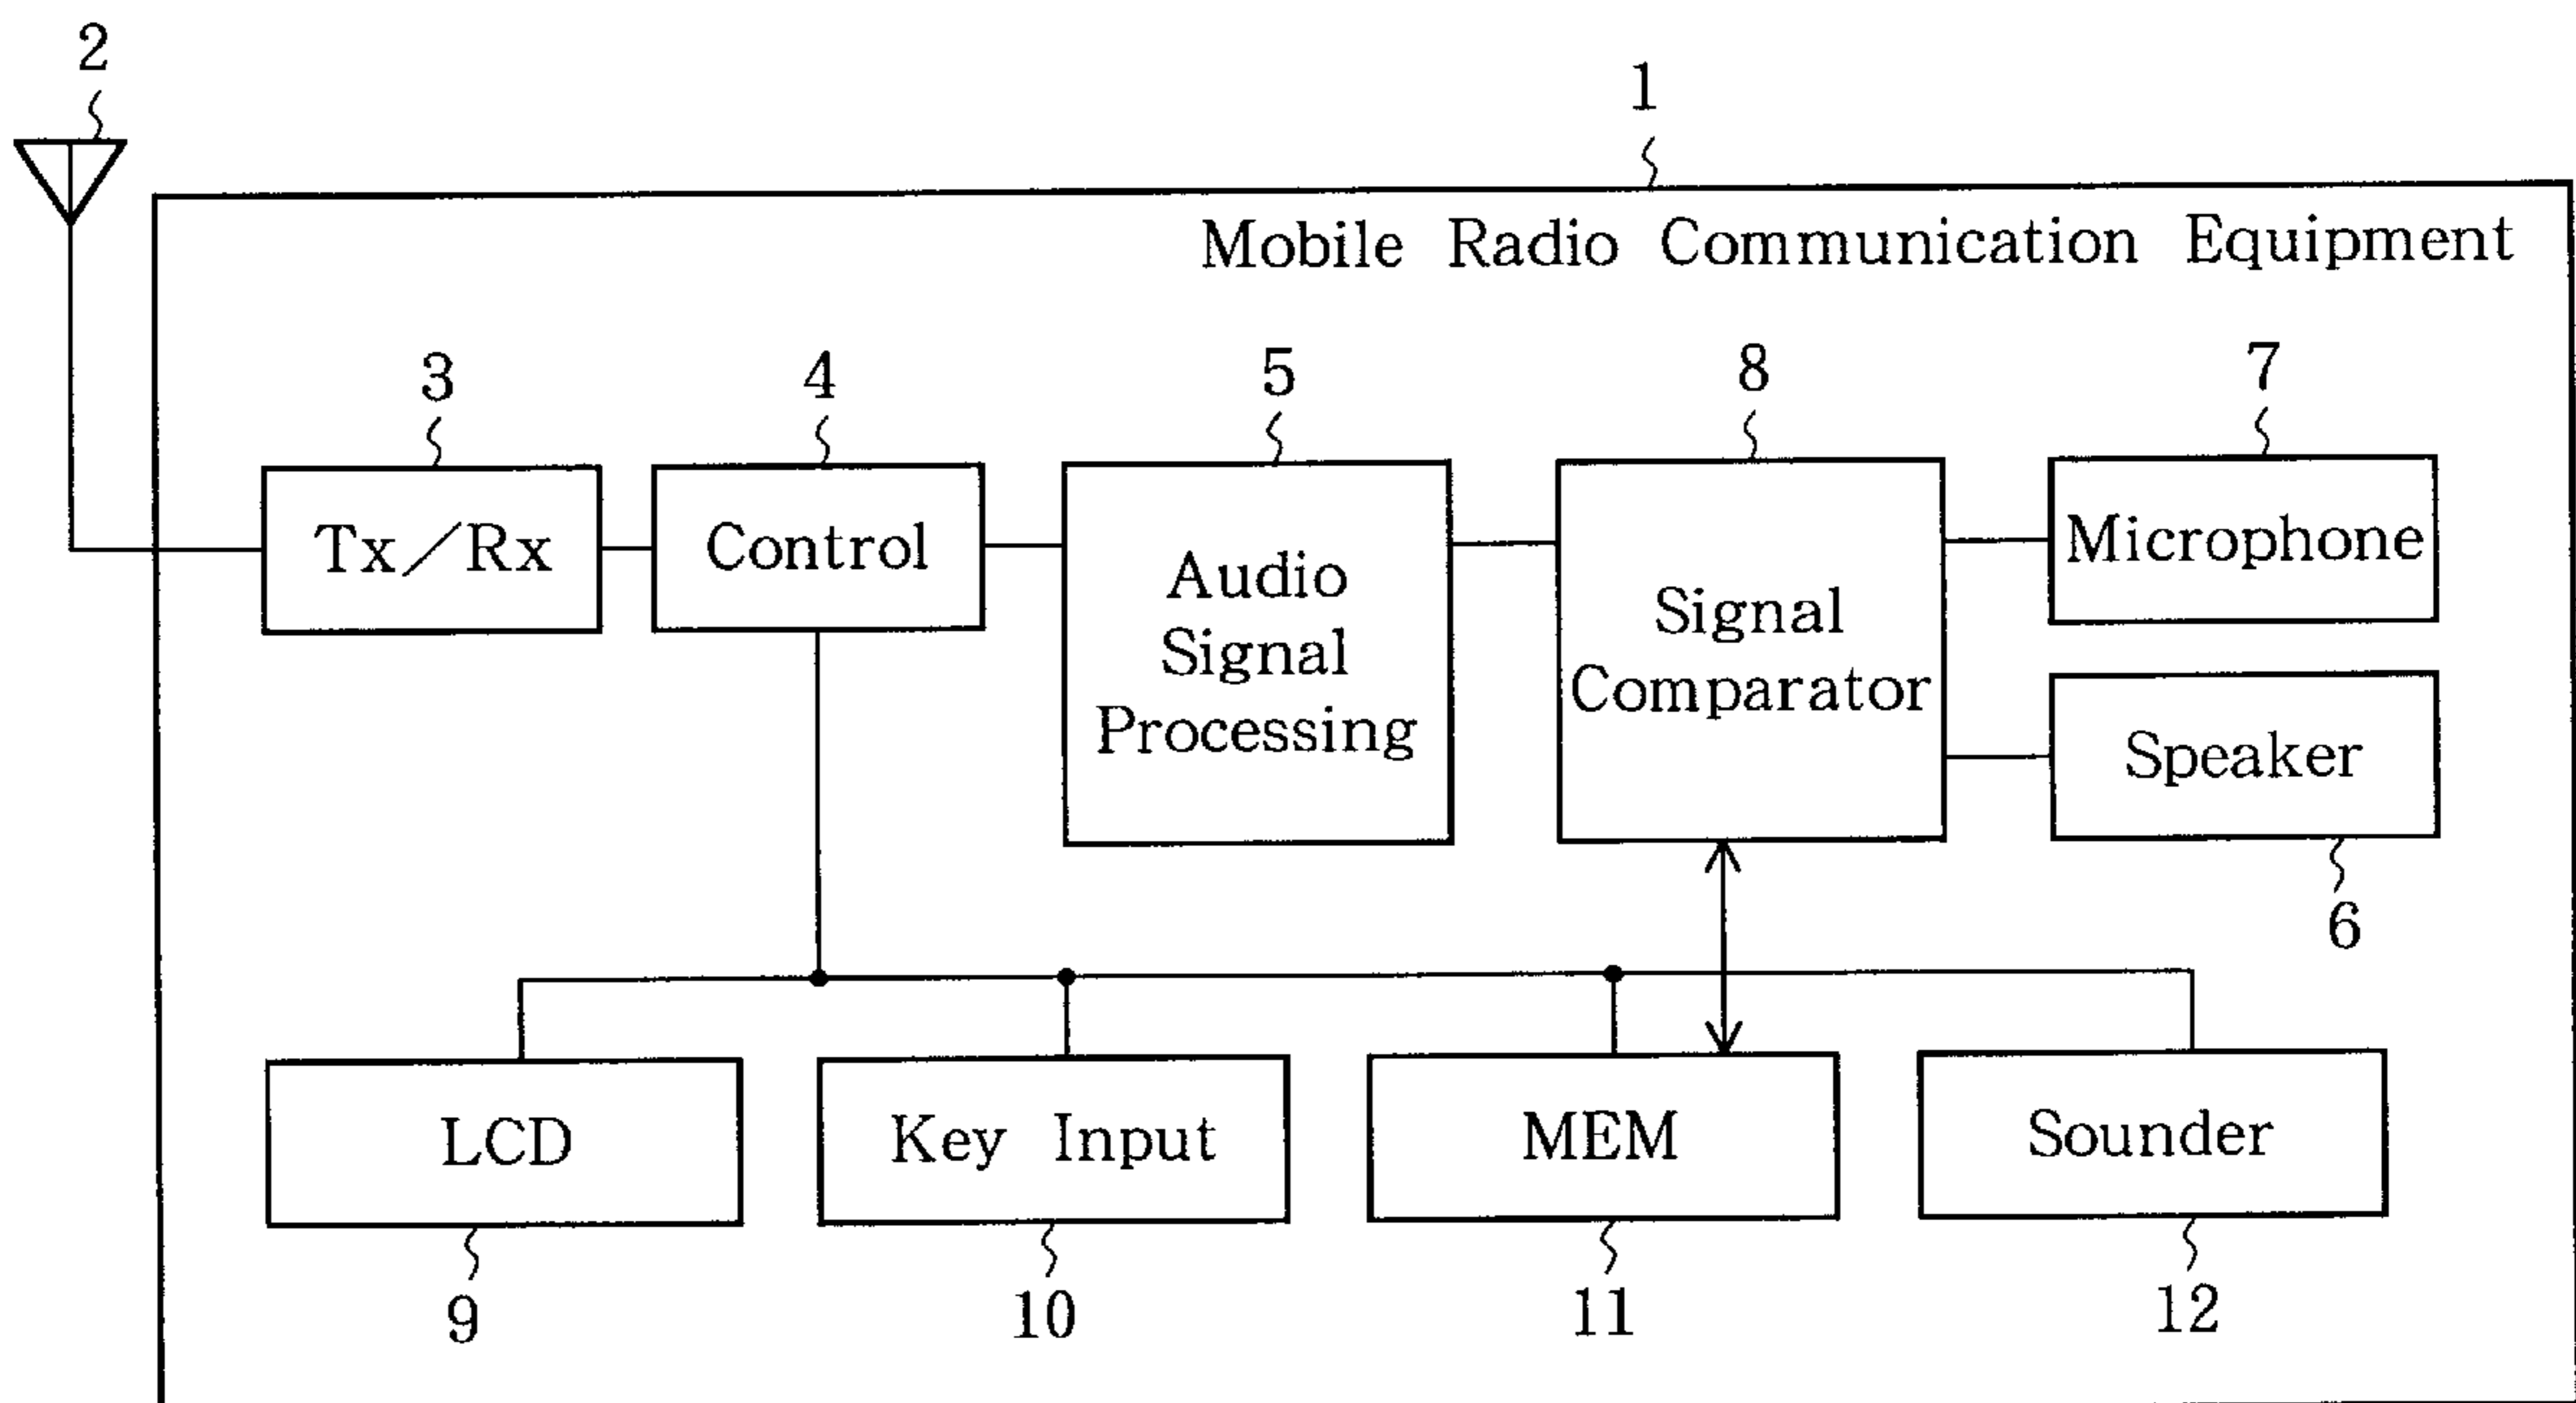 2
1
Mobile Radio Communication Equipment
3
4
5
8
7
Tx/Rx
Control
Audio
Signal
Processing
Signal
Comparator
Microphone
Speaker
6
LCD
Key Input
MEM
Sounder
9
10
11
12